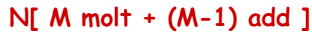 N[ M molt + (M-1) add ]